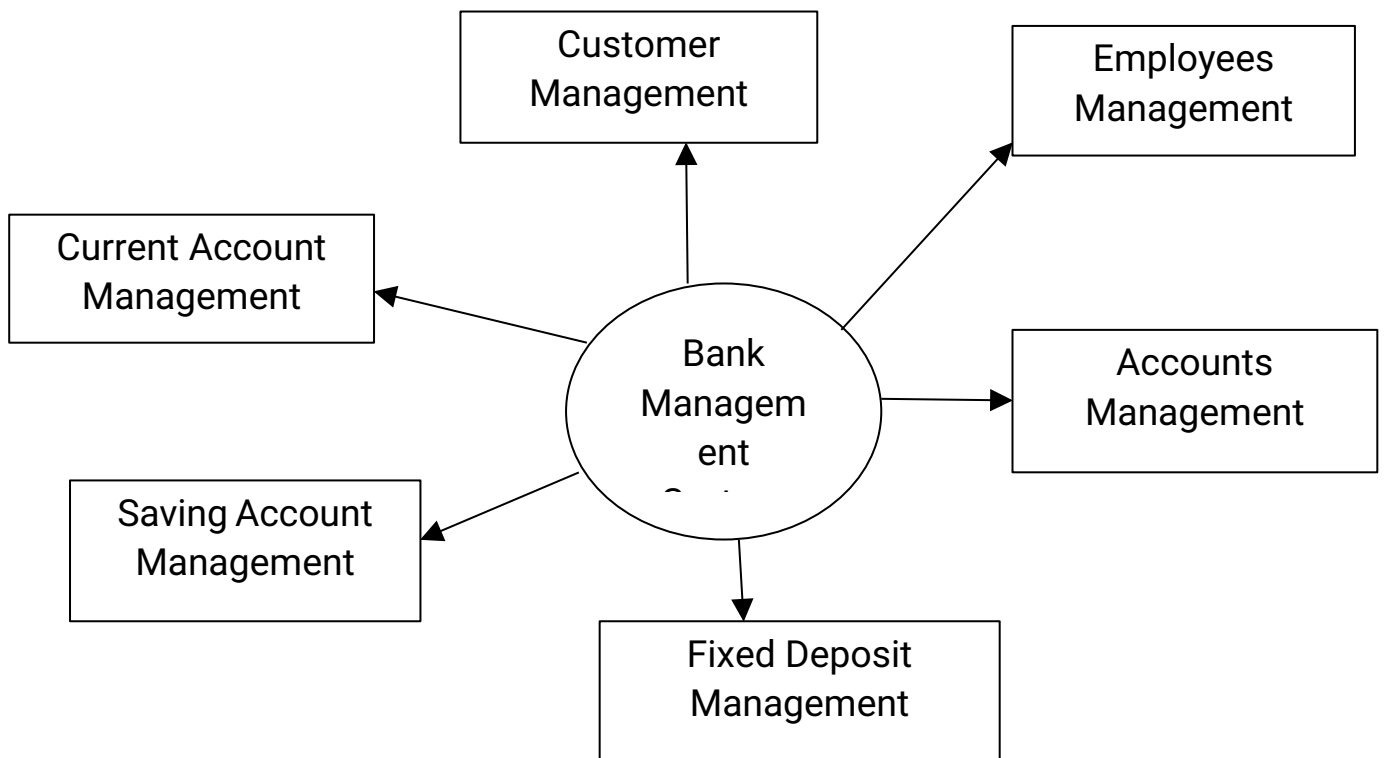 Customer
Management
Employees
Management
Current Account
Management
Bank
Managem
ent
Accounts
Management
Saving Account
Management
Fixed Deposit
Management